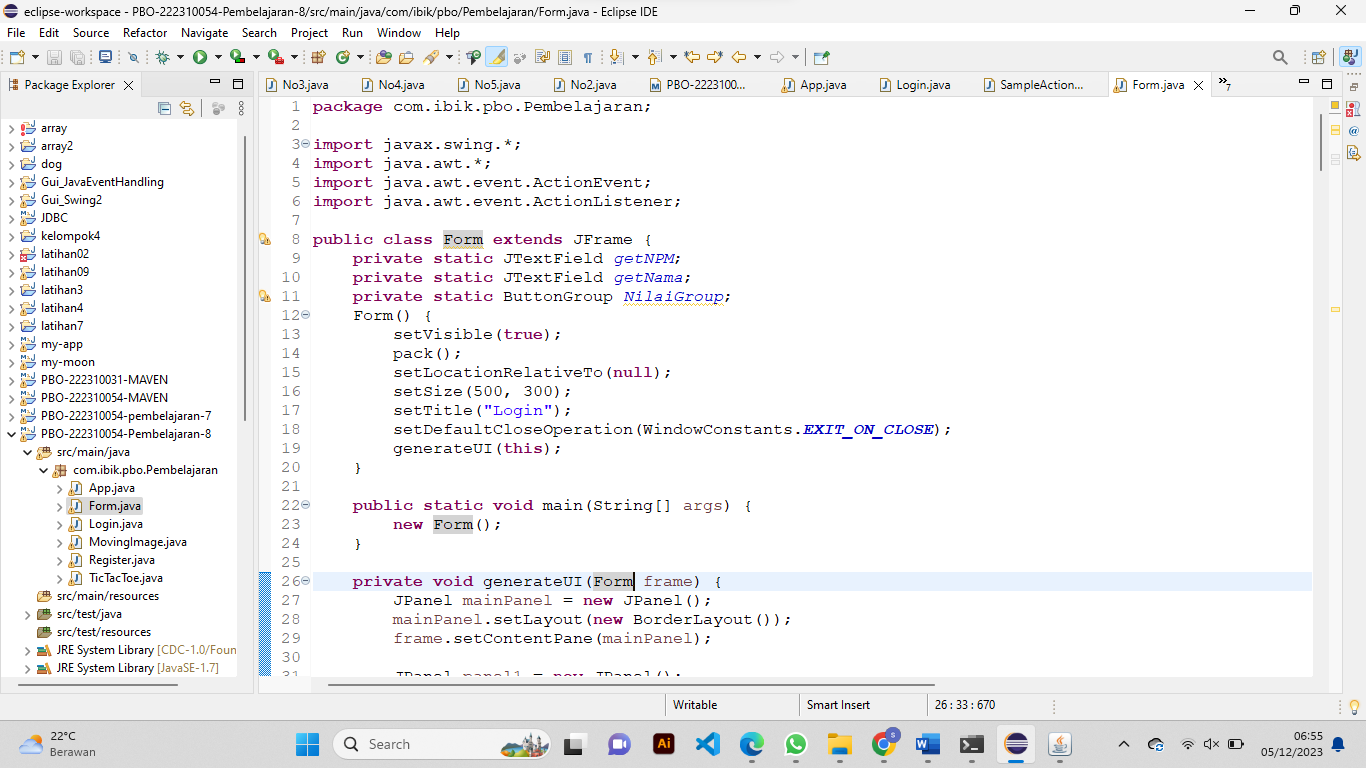 eclipse-workspace - PBO-222310054-Pembelajaran-8/src/main/java/com/ibik/pbo/Pembelajaran/Form.java - Eclipse IDE
File Edit Source Refactor Navigate Search Project Run Window Help
Package Explorer
No3.java No4.java No5.java No2.java PBO-2223100... App.java Login.java SampleAction... Form.java 7
array
array2
dog
Gui_JavaEventHandling
Gui_Swing2
JDBC
kelompok4
latihan02
latihan09
latihan3
latihan4
latihan7
my-app
my-moon
PBO-222310031-MAVEN
PBO-222310054-MAVEN
PBO-222310054-pembelajaran-7
PBO-222310054-Pembelajaran-8
src/main/java
com.ibik.pbo.Pembelajaran
App.java
Form.java
Login.java
MovingImage.java
Register.java
TicTacToe.java
src/main/resources
src/test/java
src/test/resources
JRE System Library [CDC-1.0/Foun
JRE System Library [JavaSE-1.7]
1 package com.ibik.pbo.Pembelajaran;
2
3 import javax.swing.*;
4 import java.awt.*;
5 import java.awt.event.ActionEvent;
6 import java.awt.event.ActionListener;
7
8 public class Form extends JFrame {
9 private static JTextField getNPM;
10 private static JTextField getNama;
11 private static ButtonGroup NilaiGroup;
12 Form() {
13 setVisible(true);
14 pack();
15 setLocationRelativeTo(null);
16 setSize(500, 300);
17 setTitle("Login");
18 setDefaultCloseOperation(WindowConstants.EXIT_ON_CLOSE);
19 generateUI(this);
20 }
21
22 public static void main(String[] args) {
23 new Form();
24 }
25
26 private void generateUI(Form frame) {
27 JPanel mainPanel = new JPanel();
28 mainPanel.setLayout(new BorderLayout());
29 frame.setContentPane(mainPanel);
30
31 JPanel panel1 = new JPanel();
Writable Smart Insert 26 : 33 : 670
22°C
Berawan
Search
Ai
S
W
06:55
05/12/2023